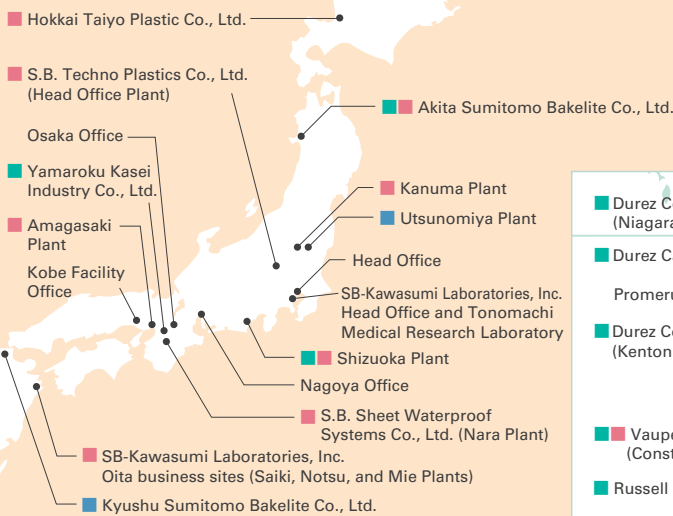 Hokkai Taiyo Plastic Co., Ltd.
S.B. Techno Plastics Co., Ltd.
(Head Office Plant)
Akita Sumitomo Bakelite Co., Ltd.
Osaka Office
Yamaroku Kasei
Industry Co., Ltd.
Amagasaki
Plant
Kobe Facility
Office
Kanuma Plant
Utsunomiya Plant
Head Office
SB-Kawasumi Laboratories, Inc.
Head Office and Tonomachi
Medical Research Laboratory
Shizuoka Plant
Nagoya Office
S.B. Sheet Waterproof
Systems Co., Ltd. (Nara Plant)
SB-Kawasumi Laboratories, Inc.
Oita business sites (Saiki, Notsu, and Mie Plants)
Kyushu Sumitomo Bakelite Co., Ltd.
Durez
(Niagara
Durez
Durez
(Kenton
Russell